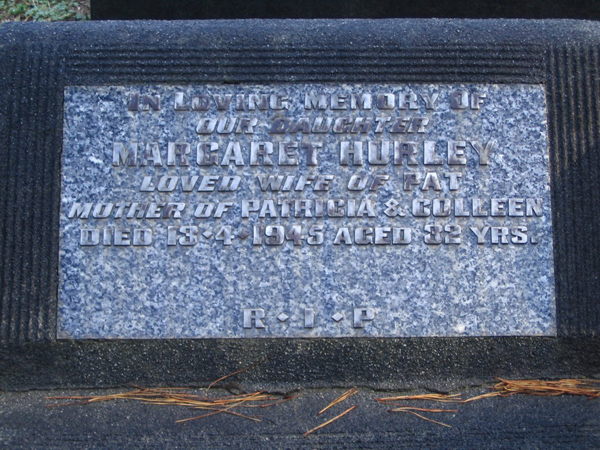 IN LOVING MEMORY OF
OUR DAUGHTER
MARGARET HURLEY
LOVED WIFE OF PAT
MOTHER OF PATRICIA & COLLEEN
DIED 13·4·1945 AGED 32 YRS.
R·I·P